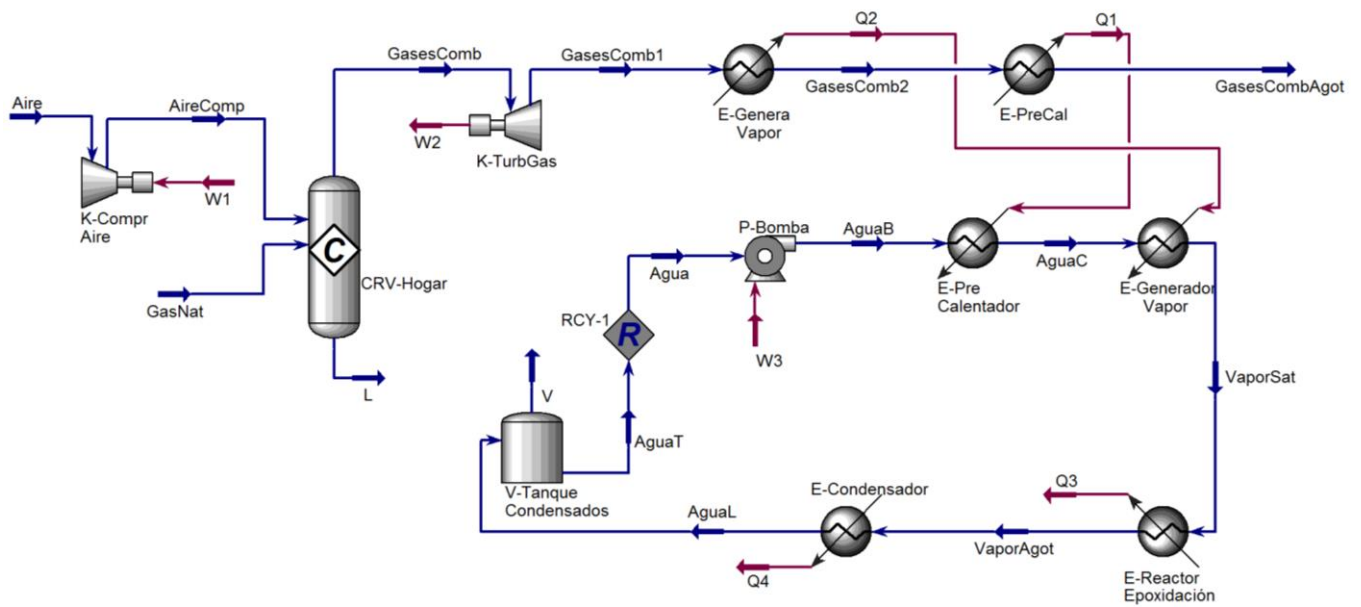 Q2
Q1
GasesComb
GasesComb1
GasesComb2
GasesCombAgot
Aire
AireComp
E-Genera
Vapor
E-PreCal
W2
K-TurbGas
W1
K-Compr
Aire
C
CRV-Hogar
GasNat
L
P-Bomba
AguaB
Agua
AguaC
E-Pre
Calentador
E-Generador
Vapor
RCY-1
R
W3
VaporSat
V
AguaT
V-Tanque
Condensados
E-Condensador
Q3
AguaL
VaporAgot
Q4
E-Reactor
Epoxidación